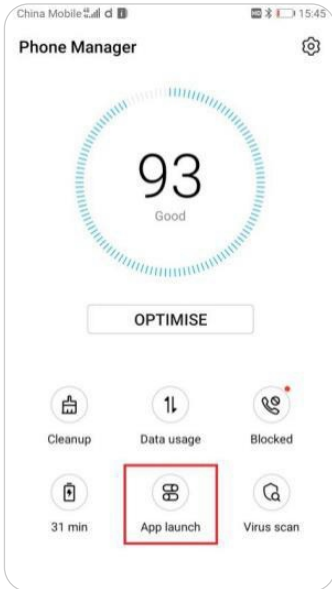 China Mobile 15:45
Phone Manager
93
Good
OPTIMISE
Cleanup Data usage Blocked
31 min App launch Virus scan